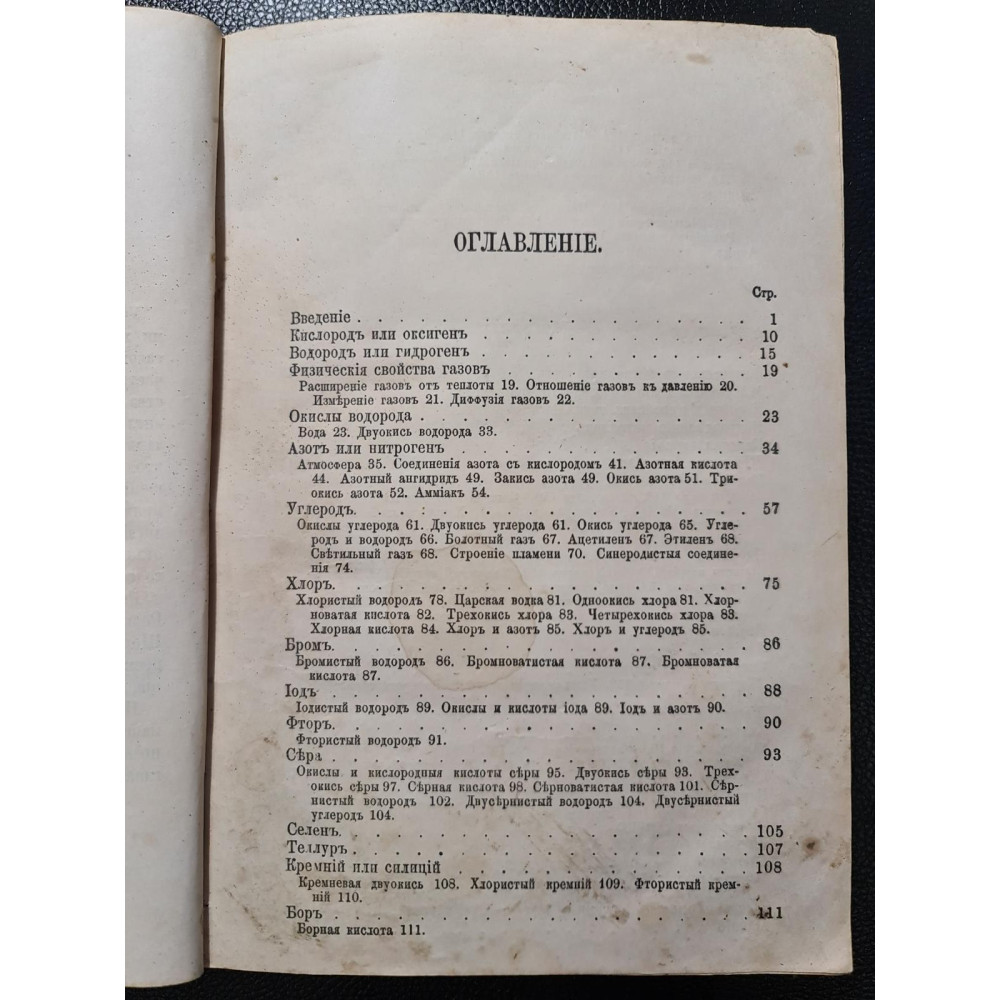 ОГЛАВЛЕНІЕ.
Стр.
Введеніе . . . . . . . . . . . . . . . . . 1
Кислородъ или оксигенъ . . . . . . . . . . . . 10
Водородъ или гидрогенъ . . . . . . . . . . . . 15
Физическія свойства газовъ . . . . . . . . . . . 19
Расширеніе газовъ отъ теплоты 19. Отношеніе газовъ къ давленію 20.
Измѣреніе газовъ 21. Диффузія газовъ 22.
Окислы водорода . . . . . . . . . . . . . . 23
Вода 23. Двуокись водорода 33.
Азотъ или нитрогенъ . . . . . . . . . . . . . 34
Атмосфера 35. Соединенія азота съ кислородомъ 41. Азотная кислота
44. Азотный ангидридъ 49. Закись азота 49. Окись азота 51. Три-
окись азота 52. Амміакъ 54.
Углеродъ. . . . . . . . . . . . . . . . . 57
Окислы углерода 61. Двуокись углерода 61. Окись углерода 65. Угле-
родъ и водородъ 66. Болотный газъ 67. Ацетиленъ 67. Этиленъ 68.
Свѣтильный газъ 68. Строеніе пламени 70. Синеродистыя соедине-
нія 74.
Хлоръ. . . . . . . . . . . . . . . . . . 75
Хлористый водородъ 78. Царская водка 81. Одноокись хлора 81. Хлор-
новатая кислота 82. Трехокись хлора 83. Четырехокись хлора 83.
Хлорная кислота 84. Хлоръ и азотъ 85. Хлоръ и углеродъ 85.
Бромъ. . . . . . . . . . . . . . . . . . 86
Бромистый водородъ 86. Бромноватистая кислота 87. Бромноватая
кислота 87.
Іодъ . . . . . . . . . . . . . . . . . . 88
Іодистый водородъ 89. Окислы и кислоты іода 89. Іодъ и азотъ 90.
Фторъ. . . . . . . . . . . . . . . . . . 90
Фтористый водородъ 91.
Сѣра . . . . . . . . . . . . . . . . . . 93
Окислы и кислородныя кислоты сѣры 95. Двуокись сѣры 93. Трех-
окись сѣры 97. Сѣрная кислота 98. Сѣрноватистая кислота 101. Сѣр-
нистый водородъ 102. Двусѣрнистый водородъ 104. Двусѣрнистый
углеродъ 104.
Селенъ. . . . . . . . . . . . . . . . . . 105
Теллуръ . . . . . . . . . . . . . . . . . 107
Кремній или силицій . . . . . . . . . . . . . 108
Кремневая двуокись 108. Хлористый кремній 109. Фтористый крем-
ній 110.
Боръ . . . . . . . . . . . . . . . . . . 111
Борная кислота 111.